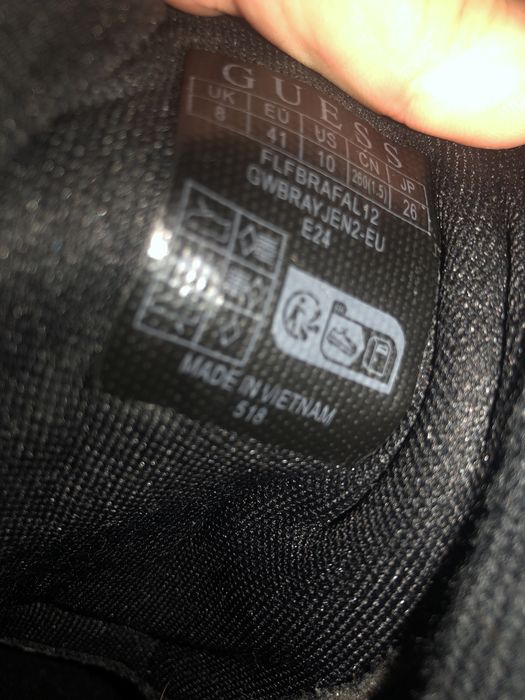 GUESS
UK EU US CN JP
8 41 10 260(1.5) 26
FLFBRAFAL12
GWBRAYJEN2-EU
E24
MADE IN VIETNAM
518